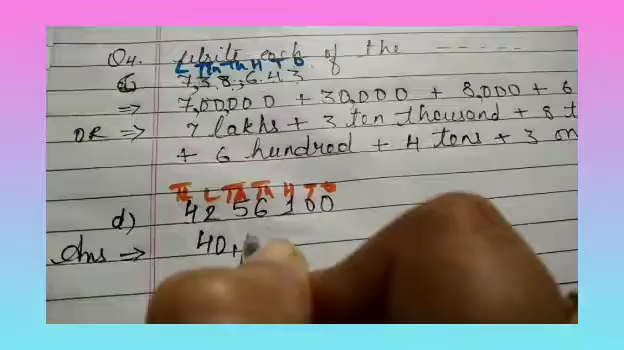 Q4. Write each of the -----
L TTh Th H T O
c) 7,3 8, 6 4 3
=> 7,00,000 + 30,000 + 8,000 + 6
OR => 7 lakhs + 3 ten thousand + 8 t
+ 6 hundred + 4 tens + 3 on
TL L TTh Th H T O
d) 42 56 100
Ans → 40,